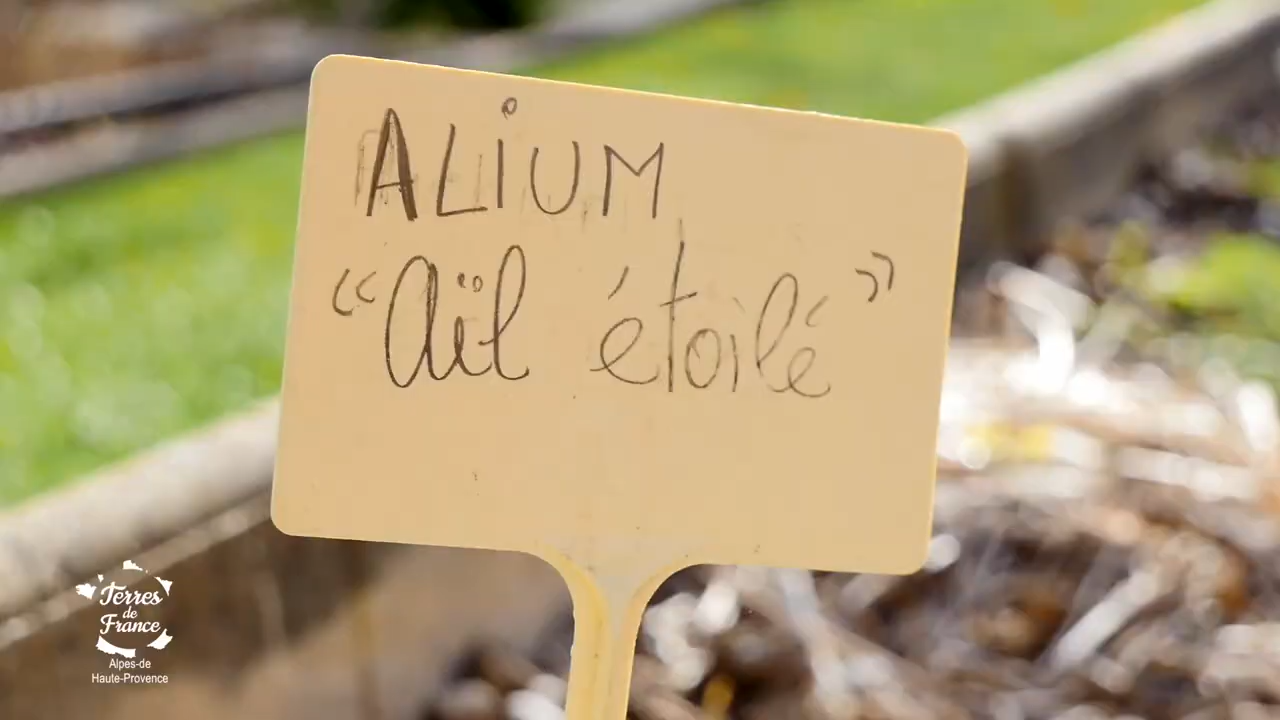 ALiUM
“Aïl étoilé”
Terres
de
France
Alpes-de
Haute-Provence